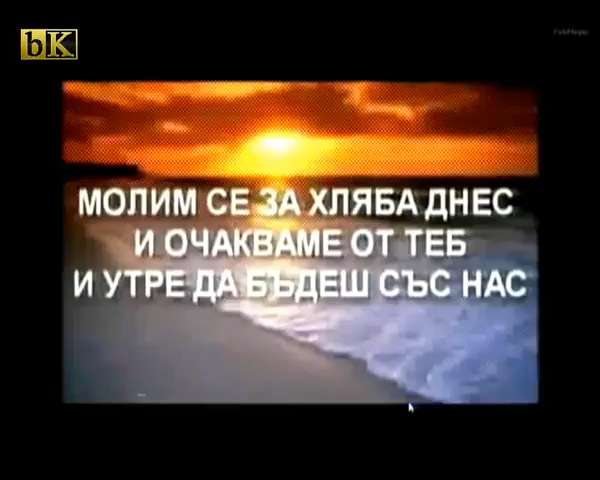 bK
МОЛИМ СЕ ЗА ХЛЯБА ДНЕС
И ОЧАКВАМЕ ОТ ТЕБ
И УТРЕ ДА БЪДЕШ СЪС НАС